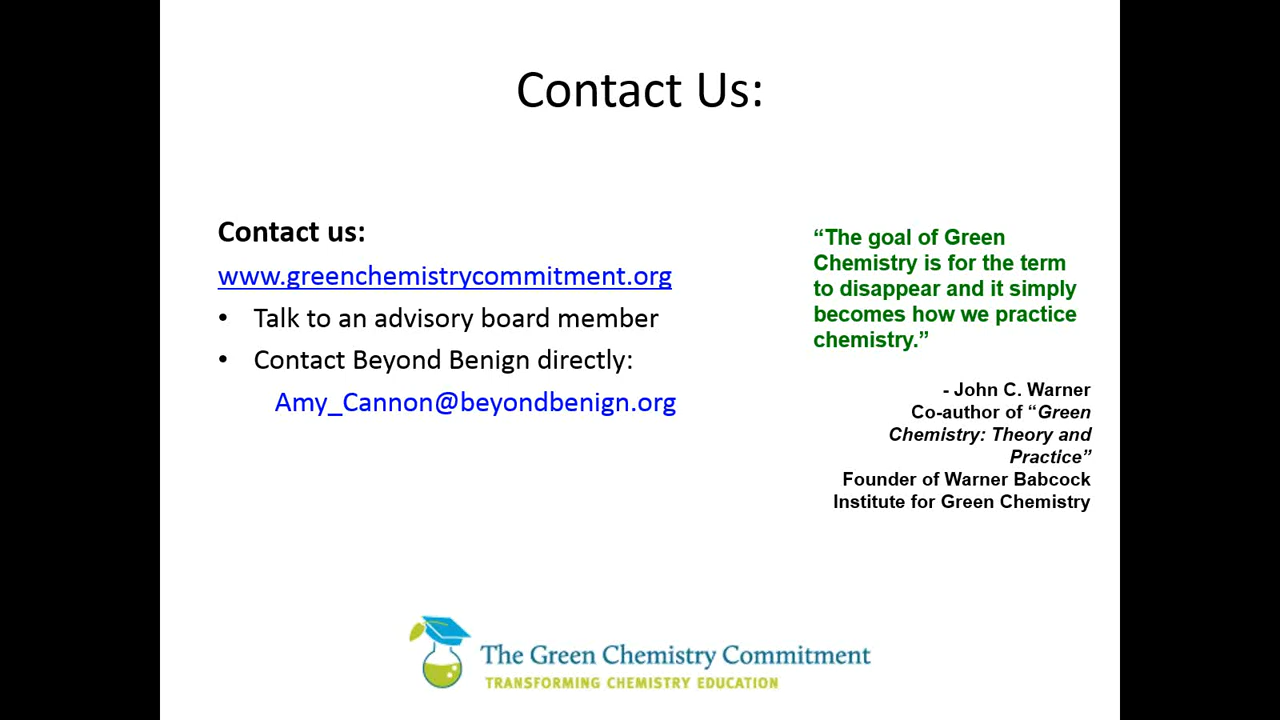 Contact Us:
Contact us:
www.greenchemistrycommitment.org
• Talk to an advisory board member
• Contact Beyond Benign directly:
Amy_Cannon@beyondbenign.org
“The goal of Green
Chemistry is for the term
to disappear and it simply
becomes how we practice
chemistry.”
- John C. Warner
Co-author of “Green
Chemistry: Theory and
Practice”
Founder of Warner Babcock
Institute for Green Chemistry
The Green Chemistry Commitment
TRANSFORMING CHEMISTRY EDUCATION